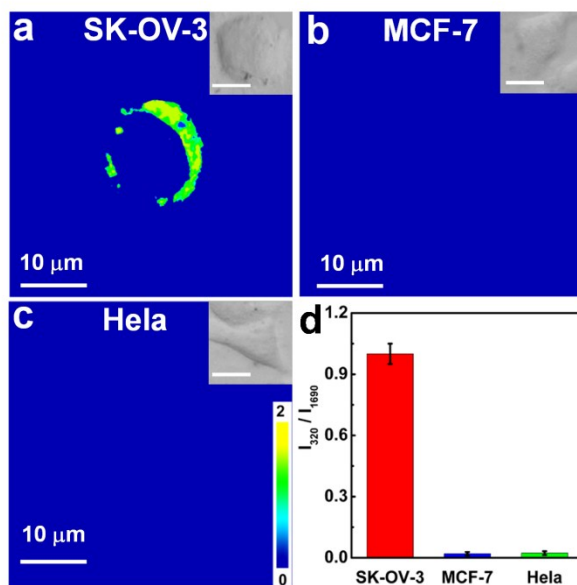 a SK-OV-3
10 μm
b MCF-7
10 μm
c Hela
10 μm
2
0
d
1.2
0.9
0.6
0.3
0.0
I320 / I1690
SK-OV-3 MCF-7 Hela